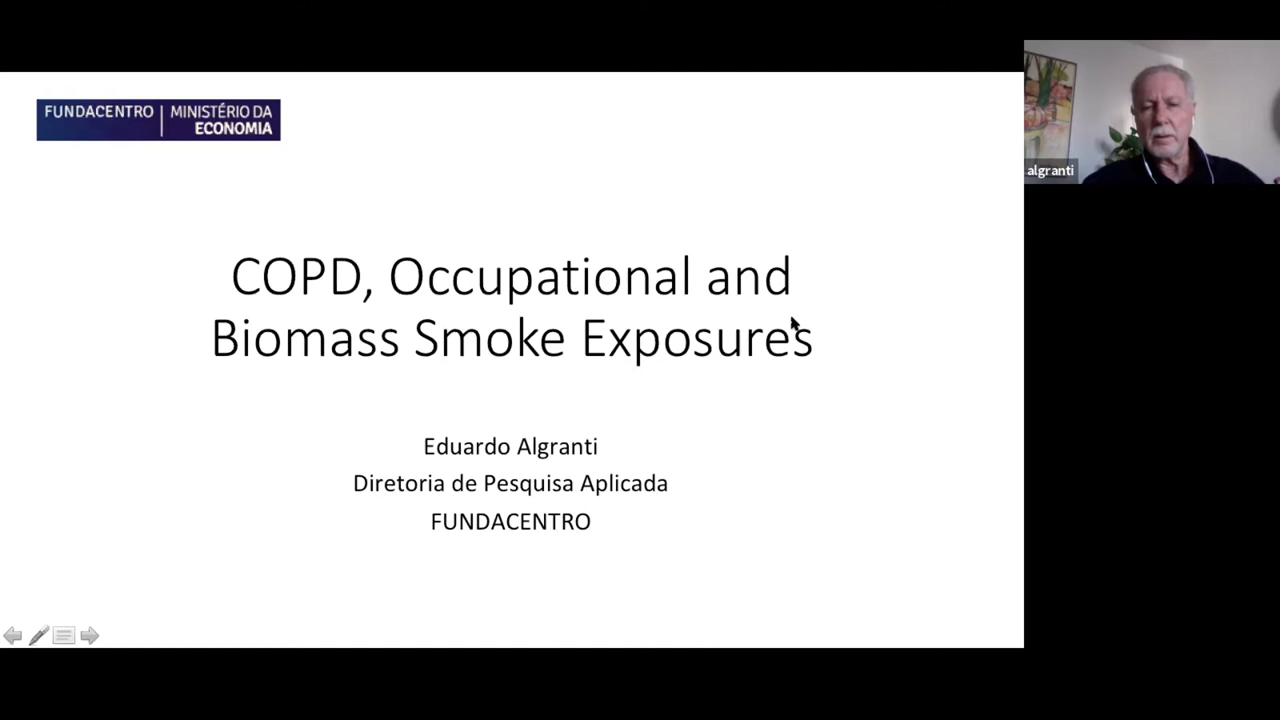 FUNDACENTRO
MINISTÉRIO DA
ECONOMIA
algranti
COPD, Occupational and
Biomass Smoke Exposures
Eduardo Algranti
Diretoria de Pesquisa Aplicada
FUNDACENTRO